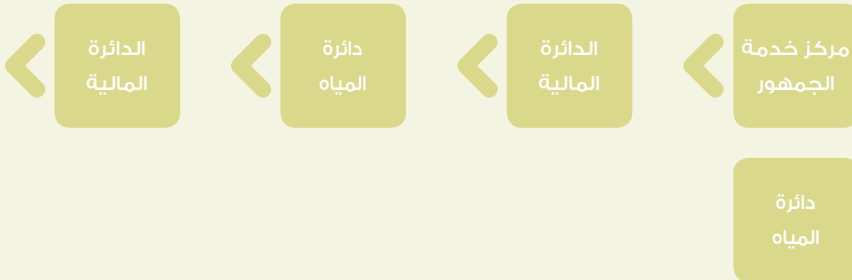 مركز خدمة
الجمهور
الدائرة
المالية
دائرة
المياه
الدائرة
المالية
دائرة
المياه